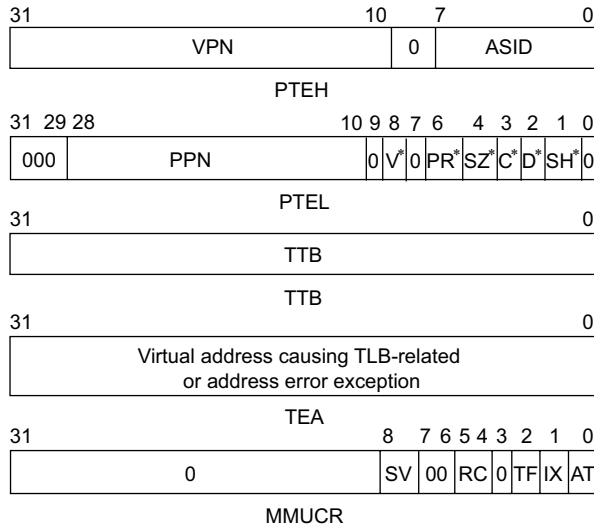 31 10 7 0
VPN 0 ASID
PTEH
31 29 28 10 9 8 7 6 4 3 2 1 0
000 PPN 0 V* 0 PR* SZ* C* D* SH* 0
PTEL
31 0
TTB
TTB
31 0
Virtual address causing TLB-related
or address error exception
TEA
31 8 7 6 5 4 3 2 1 0
0 SV 00 RC 0 TF IX AT
MMUCR